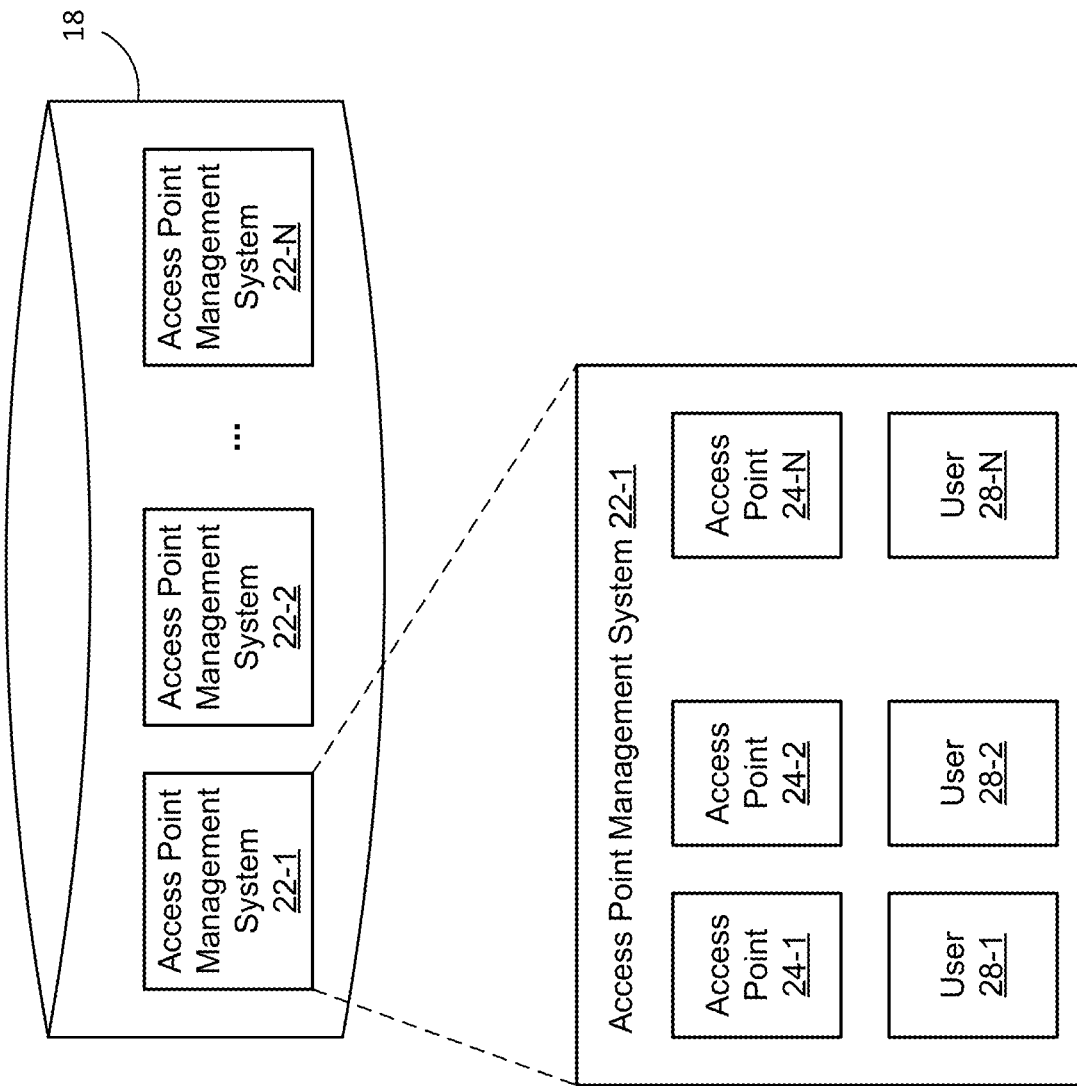 18
Access Point
Management
System
22-1
Access Point
Management
System
22-2
...
Access Point
Management
System
22-N
Access Point Management System 22-1
Access
Point
24-1
Access
Point
24-2
Access
Point
24-N
User
28-1
User
28-2
User
28-N